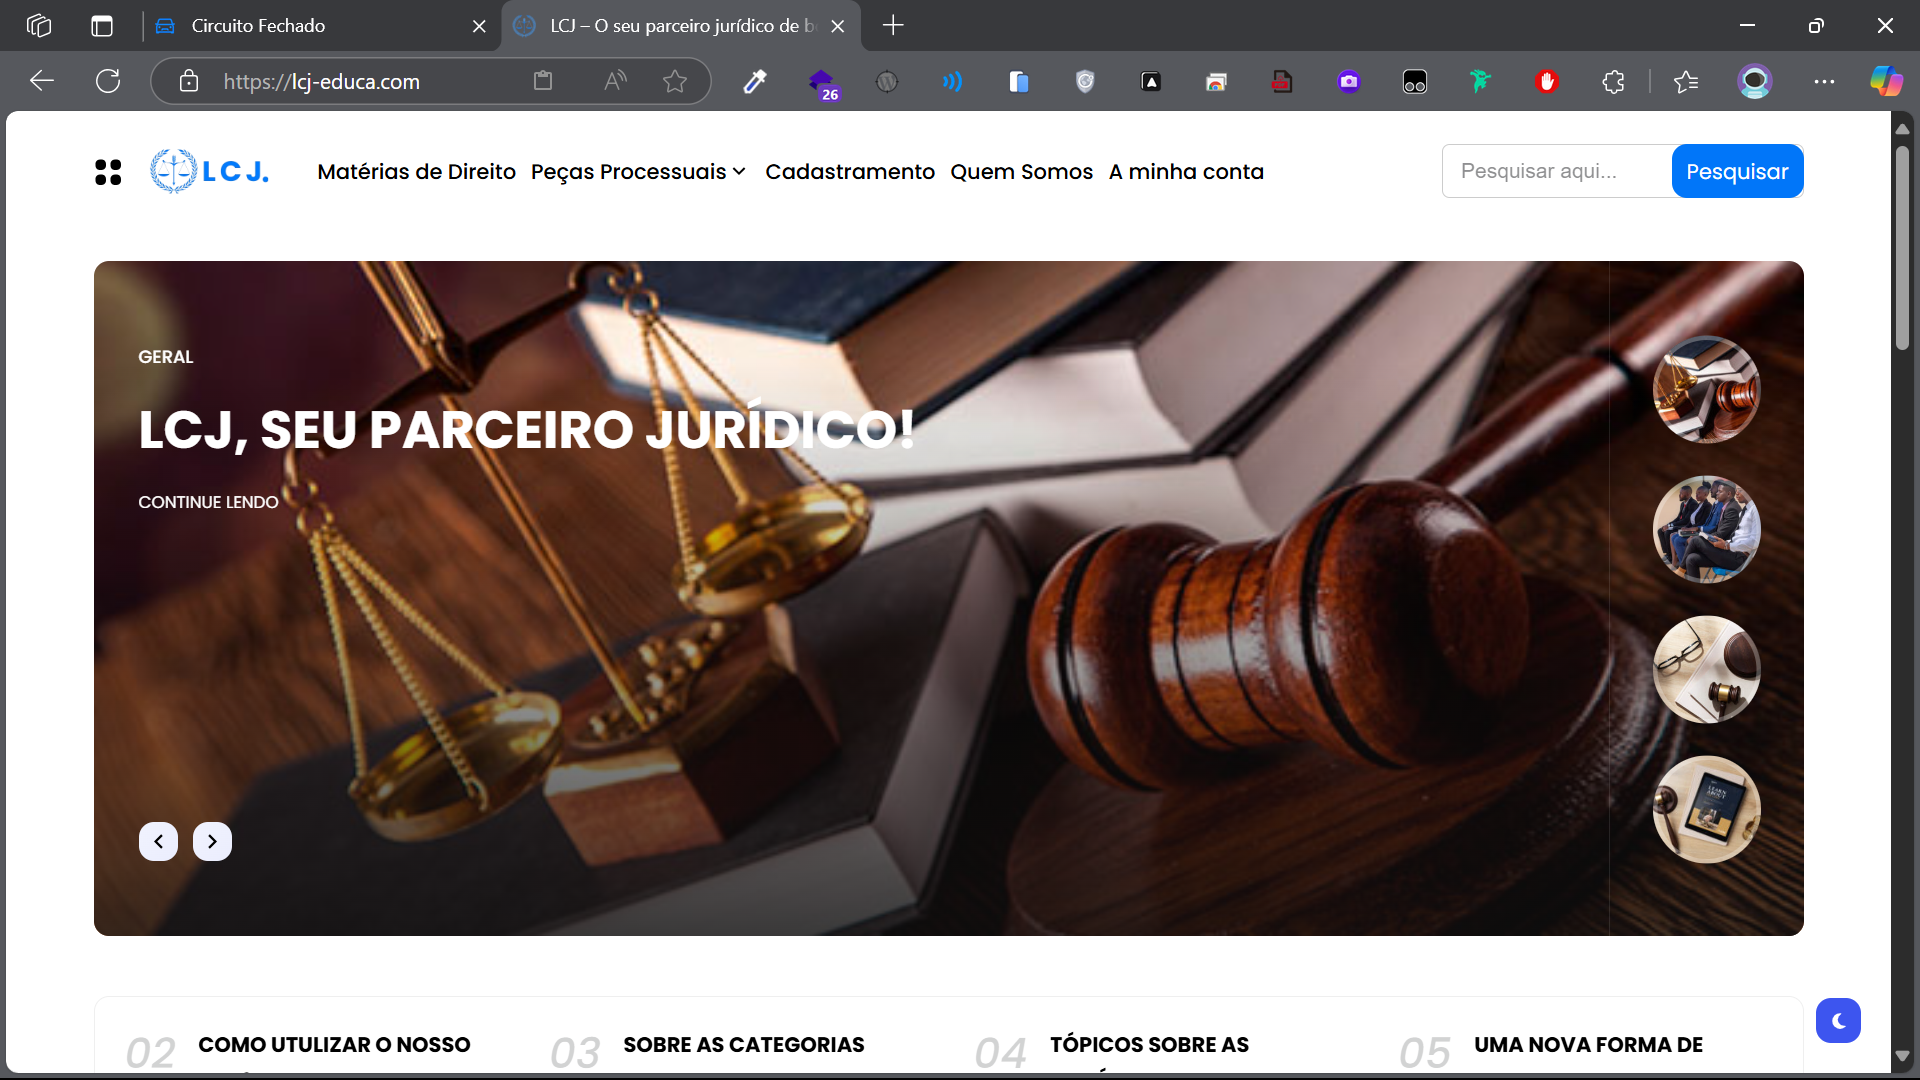 Circuito Fechado
LCJ – O seu parceiro jurídico de b
https://lcj-educa.com
26
LCJ.
Matérias de Direito
Peças Processuais
Cadastramento
Quem Somos
A minha conta
Pesquisar aqui...
Pesquisar
GERAL
LCJ, SEU PARCEIRO JURÍDICO!
CONTINUE LENDO
LEARN
ABOUT
02
COMO UTULIZAR O NOSSO
03
SOBRE AS CATEGORIAS
04
TÓPICOS SOBRE AS
05
UMA NOVA FORMA DE